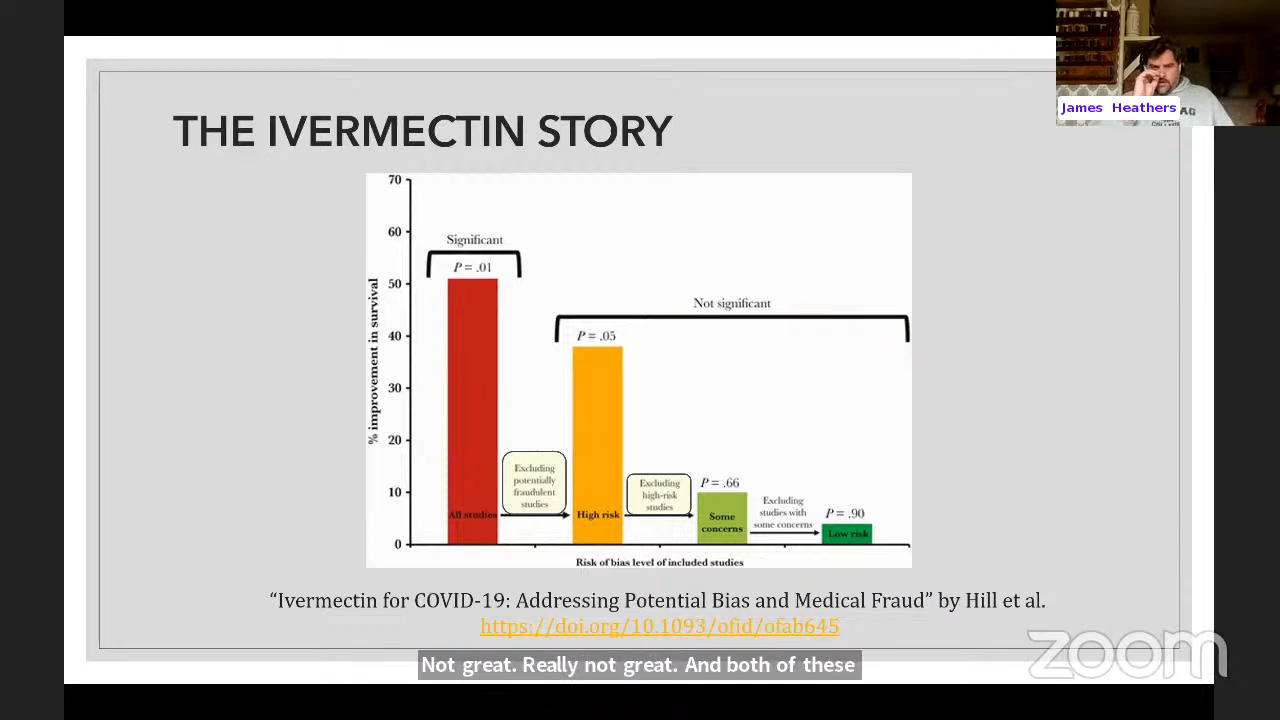 James Heathers
AG
THE IVERMECTIN STORY
70
60
50
40
30
20
10
0
% improvement in survival
Significant
P = .01
Not significant
P = .05
P = .66
P = .90
All studies
Excluding
potentially
fraudulent
studies
High risk
Excluding
high-risk
studies
Some
concerns
Excluding
studies with
some concerns
Low risk
Risk of bias level of included studies
“Ivermectin for COVID-19: Addressing Potential Bias and Medical Fraud” by Hill et al.
https://doi.org/10.1093/ofid/ofab645
Not great. Really not great. And both of these
zoom